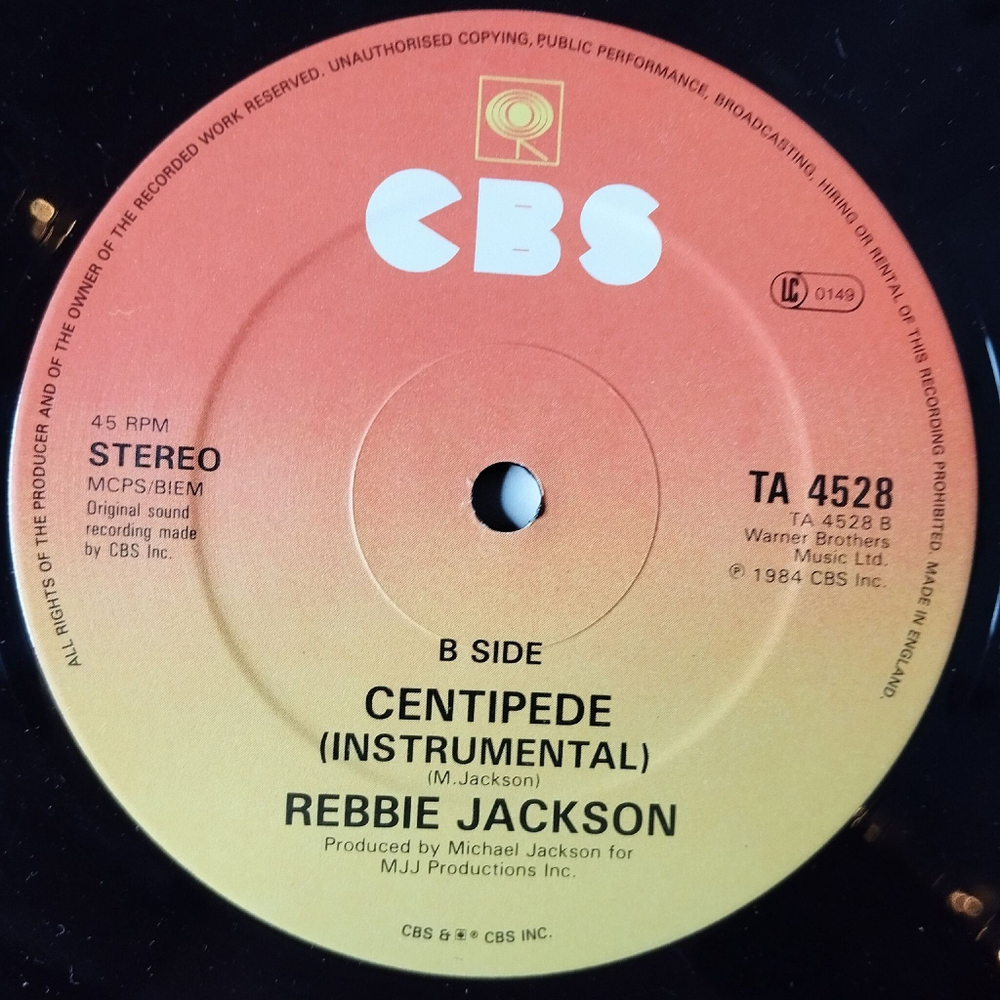 ALL RIGHTS OF THE PRODUCER AND OF THE OWNER OF THE RECORDED WORK RESERVED. UNAUTHORISED COPYING, PUBLIC PERFORMANCE, BROADCASTING, HIRING OR RENTAL OF THIS RECORDING PROHIBITED. MADE IN ENGLAND.
CBS
LC 0149
45 RPM
STEREO
MCPS/BIEM
Original sound
recording made
by CBS Inc.
TA 4528
TA 4528 B
Warner Brothers
Music Ltd.
℗ 1984 CBS Inc.
B SIDE
CENTIPEDE
(INSTRUMENTAL)
(M.Jackson)
REBBIE JACKSON
Produced by Michael Jackson for
MJJ Productions Inc.
CBS & ® CBS INC.